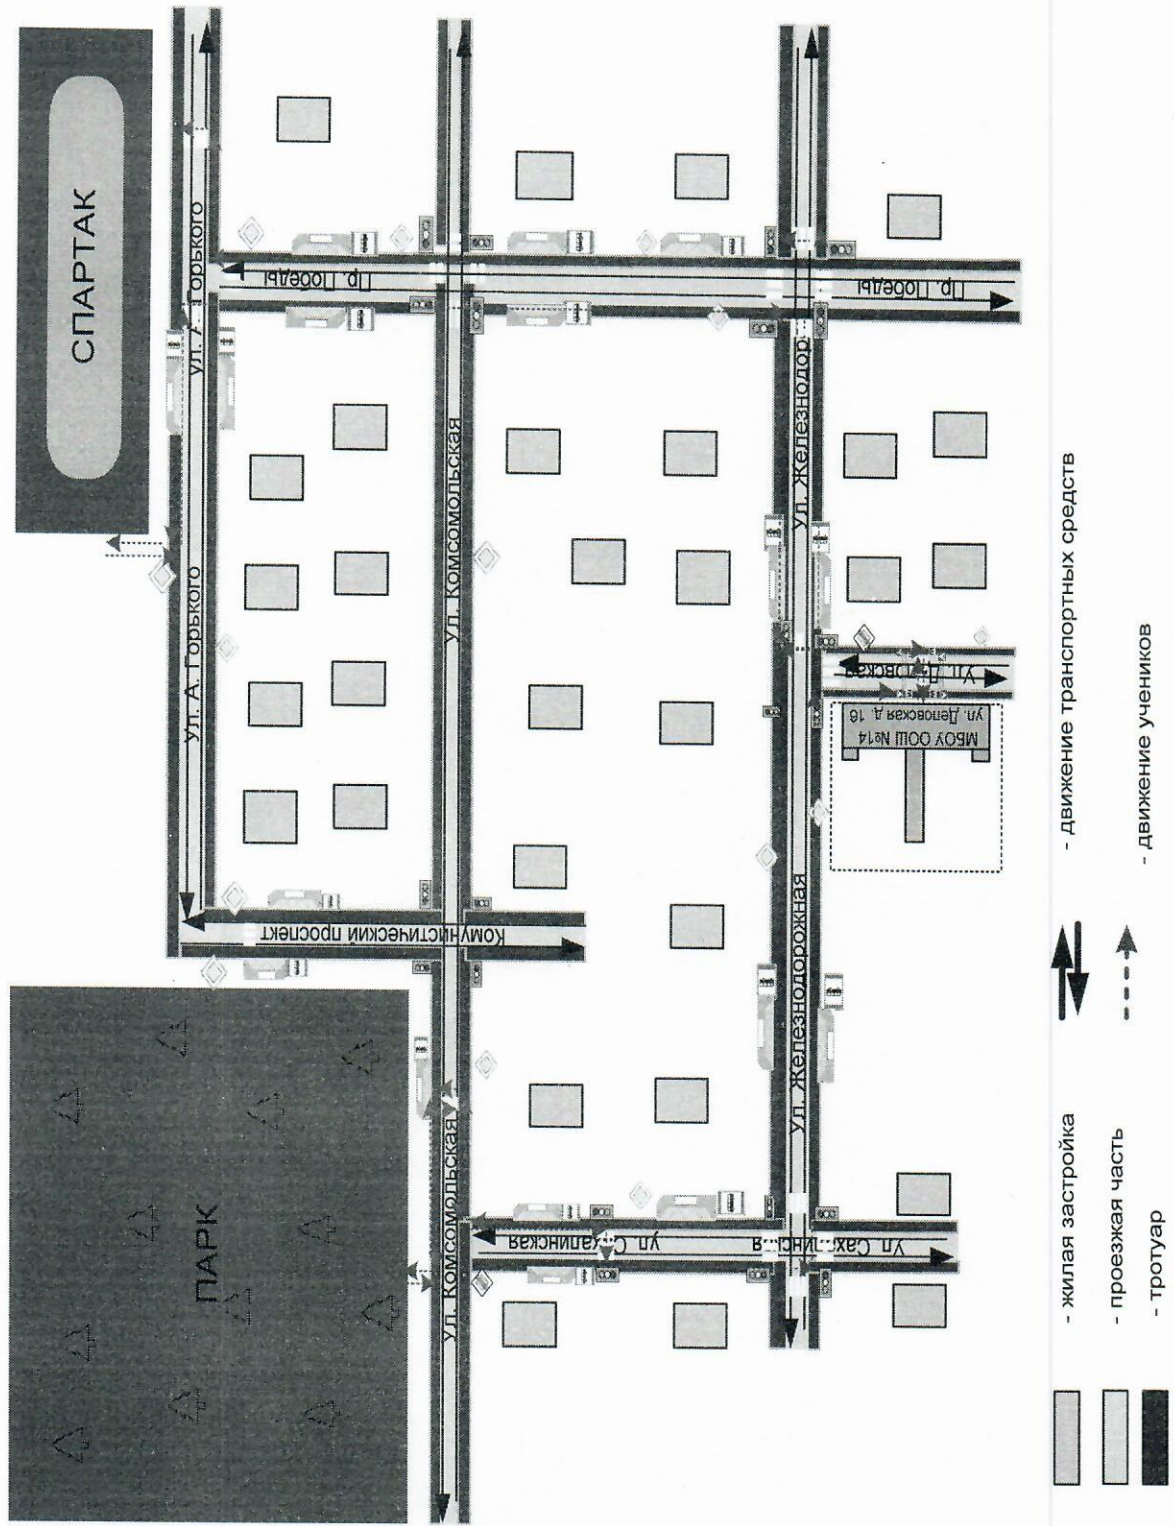 СПАРТАК
ПАРК
ул. А. Горького
Ул. А. Горького
Пр. Победы
Пр. Победы
Ул. Комсомольская
Ул. Комсомольская
Комунистический проспект
Ул. Железнодор
Ул. Железнодорожная
ул. Сахалинская
Ул. Сахалинская
Ул. Деповская
МБОУ ООШ №14
ул. Деповская д. 16
- жилая застройка
- проезжая часть
- тротуар
- движение транспортных средств
- движение учеников